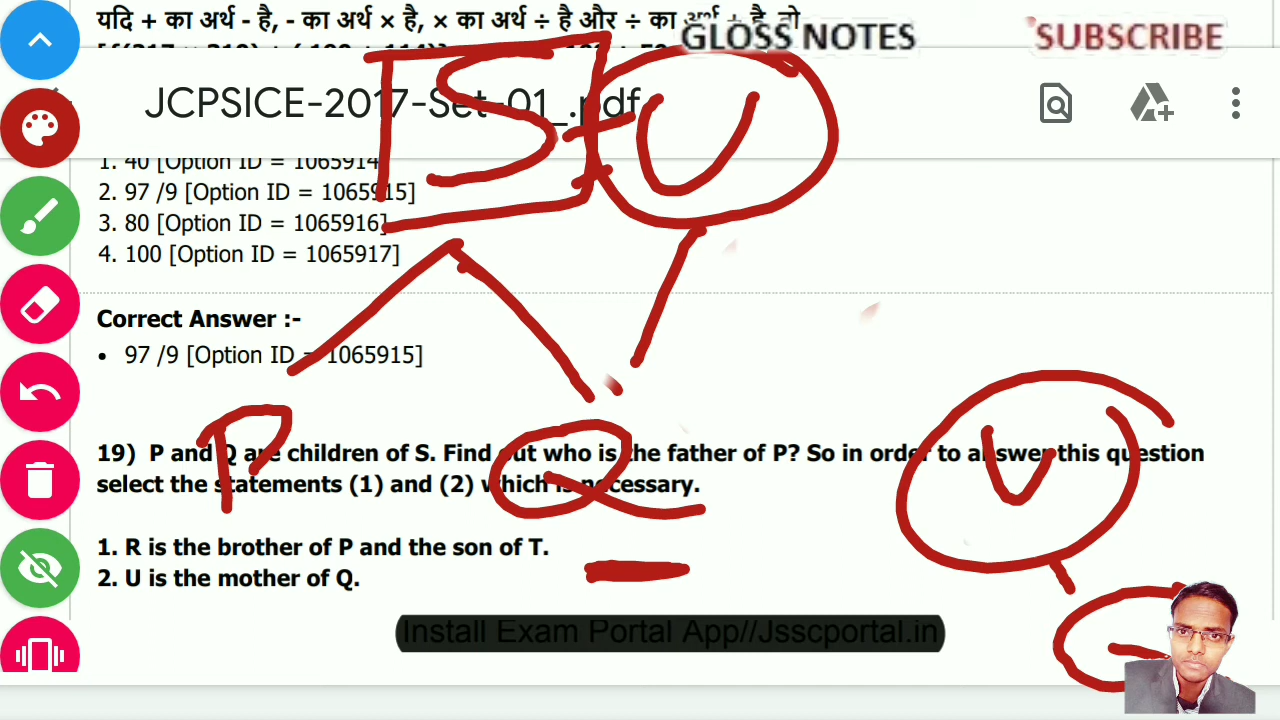 यदि + का अर्थ - है, - का अर्थ × है, × का अर्थ ÷ है और ÷ का अर्थ + है, तो
GLOSS NOTES
SUBSCRIBE
JCPSICE-2017-Set-01_.pdf
S = U
1. 40 [Option ID = 1065914
2. 97 /9 [Option ID = 1065915]
3. 80 [Option ID = 1065916]
4. 100 [Option ID = 1065917]
Correct Answer :-
• 97 /9 [Option ID = 1065915]
P Q U
19) P and Q are children of S. Find out who is the father of P? So in order to answer this question
select the statements (1) and (2) which is necessary.
1. R is the brother of P and the son of T.
2. U is the mother of Q.
Install Exam Portal App//Jsscportal.in